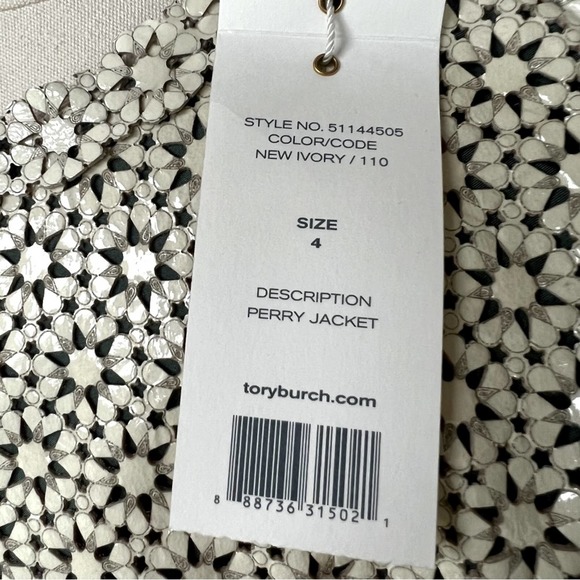 STYLE NO. 51144505
COLOR/CODE
NEW IVORY / 110
SIZE
4
DESCRIPTION
PERRY JACKET
toryburch.com
8 88736 31502 1